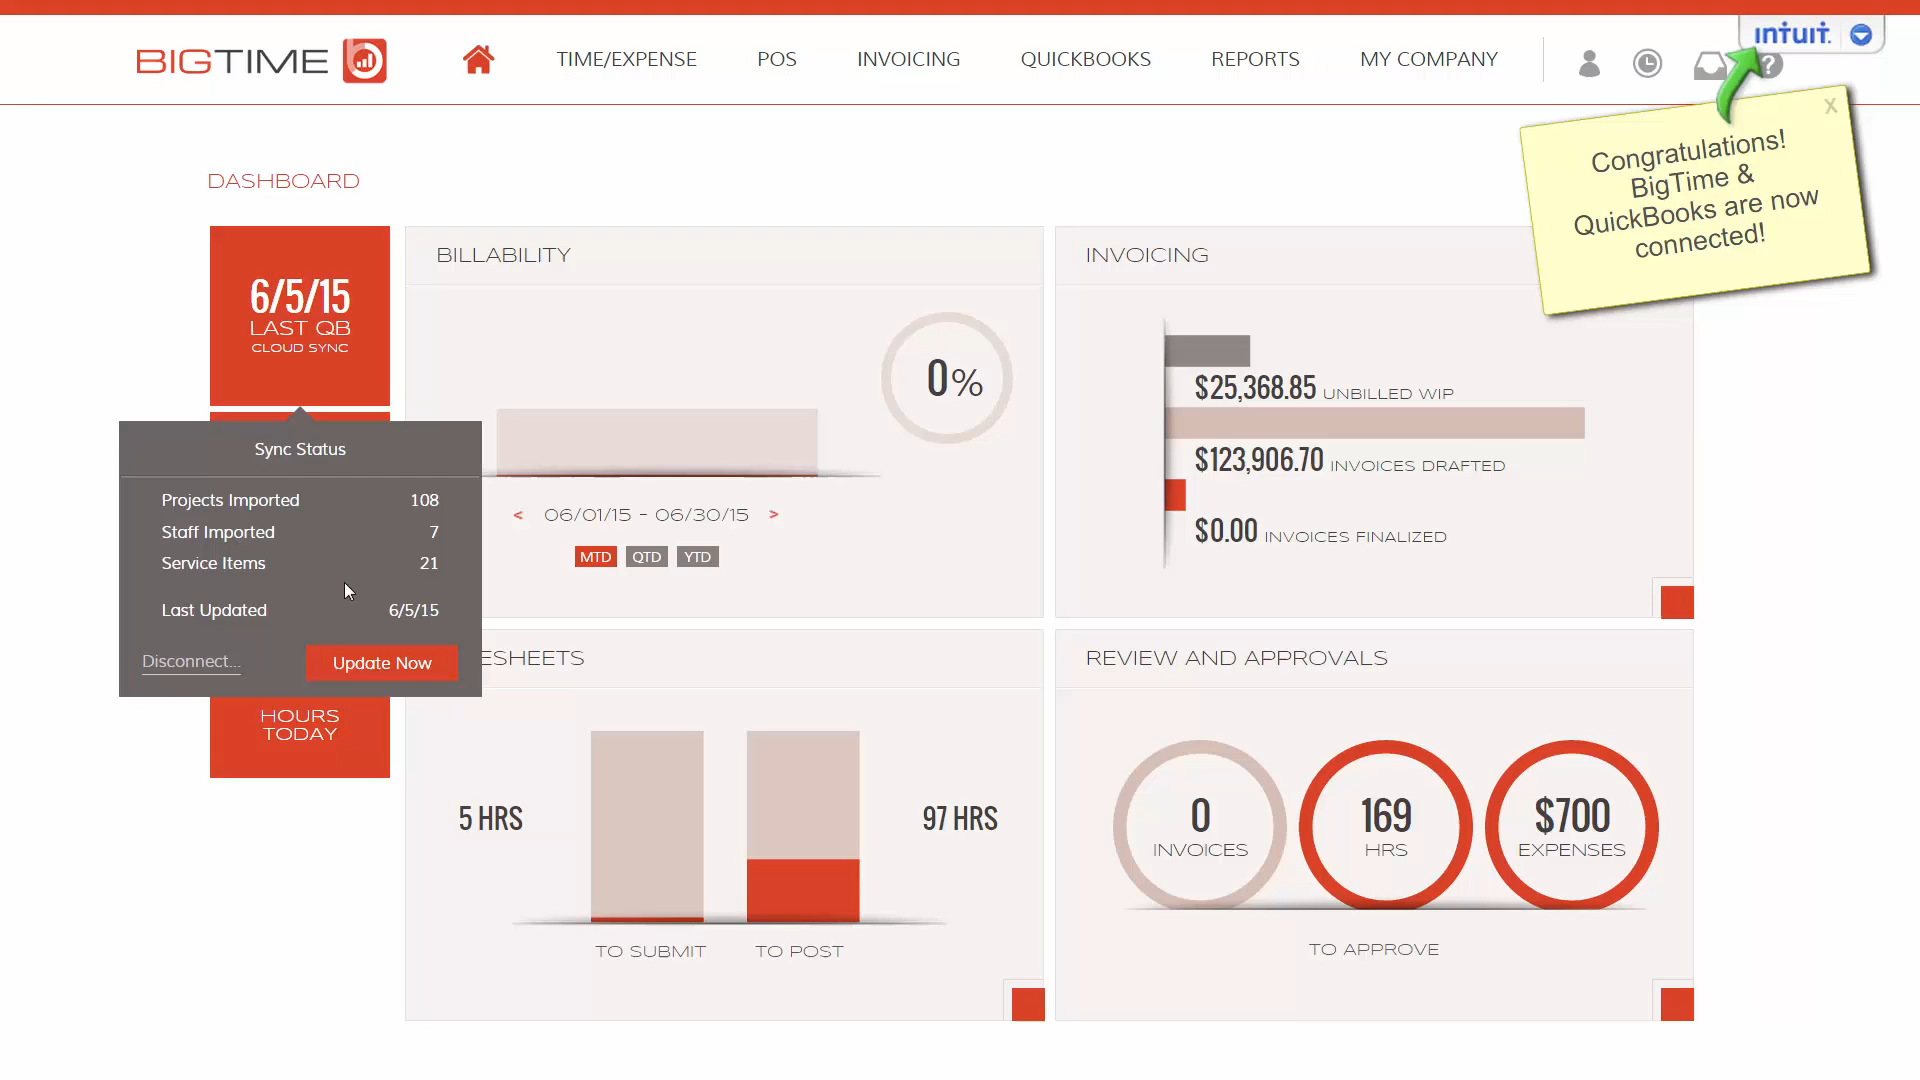 BIGTIME
TIME/EXPENSE
POS
INVOICING
QUICKBOOKS
REPORTS
MY COMPANY
?
intuit.
x
Congratulations!
BigTime &
QuickBooks are now
connected!
DASHBOARD
6/5/15
LAST QB
CLOUD SYNC
Sync Status
Projects Imported 108
Staff Imported 7
Service Items 21
Last Updated 6/5/15
Disconnect...
Update Now
HOURS
TODAY
BILLABILITY
0%
< 06/01/15 - 06/30/15 >
MTD QTD YTD
INVOICING
$25,368.85 UNBILLED WIP
$123,906.70 INVOICES DRAFTED
$0.00 INVOICES FINALIZED
ESHEETS
5 HRS
97 HRS
TO SUBMIT
TO POST
REVIEW AND APPROVALS
0
INVOICES
169
HRS
$700
EXPENSES
TO APPROVE